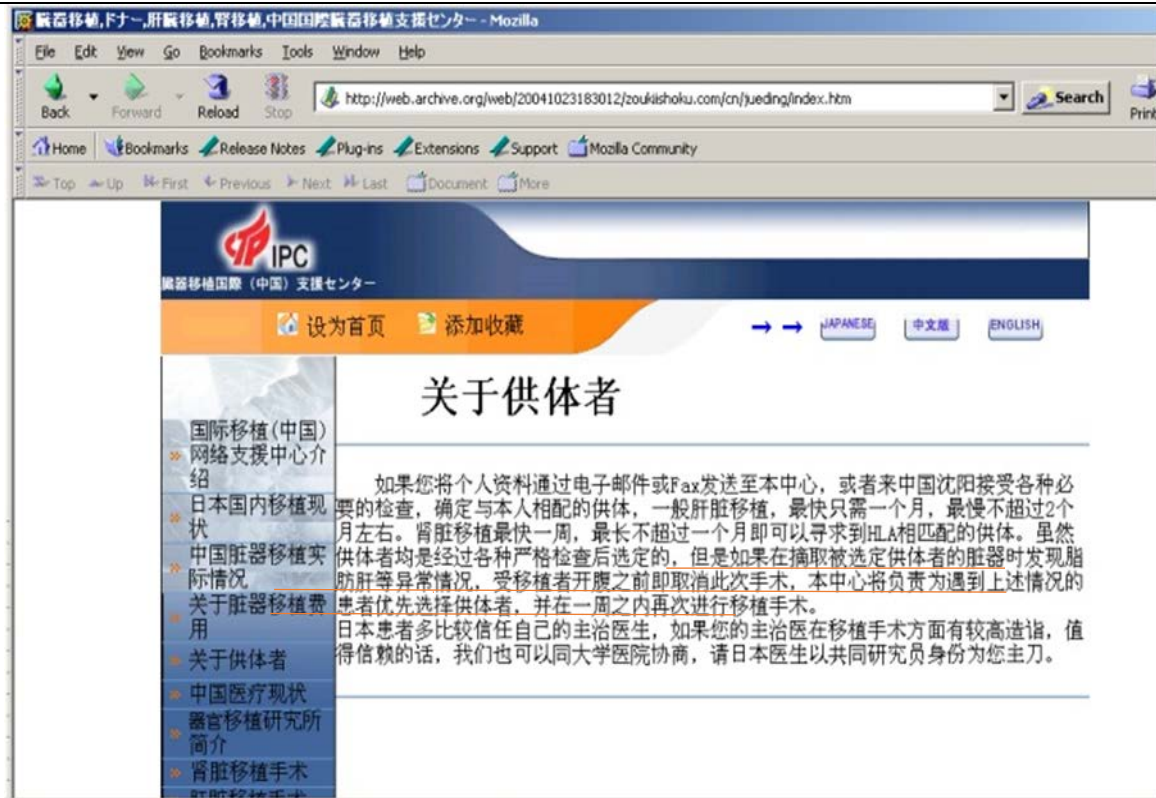 臓器移植,ドナー,肝臓移植,腎移植,中国国際臓器移植支援センター - Mozilla
File Edit View Go Bookmarks Tools Window Help
Back Forward Reload Stop http://web.archive.org/web/20041023183012/zoukiishoku.com/cn/jueding/index.htm Search Print
Home Bookmarks Release Notes Plug-ins Extensions Support Mozilla Community
Top Up First Previous Next Last Document More
IPC
臓器移植国際（中国）支援センター
设为首页 添加收藏 → → JAPANESE 中文版 ENGLISH
关于供体者
国际移植(中国)
网络支援中心介
绍
日本国内移植现
状
中国脏器移植实
际情况
关于脏器移植费
用
关于供体者
中国医疗现状
器官移植研究所
简介
肾脏移植手术
肝脏移植手术
如果您将个人资料通过电子邮件或Fax发送至本中心，或者来中国沈阳接受各种必
要的检查，确定与本人相配的供体，一般肝脏移植，最快只需一个月，最慢不超过2个
月左右。肾脏移植最快一周，最长不超过一个月即可以寻求到HLA相匹配的供体。虽然
供体者均是经过各种严格检查后选定的，但是如果在摘取被选定供体者的脏器时发现脂
肪肝等异常情况，受移植者开腹之前即取消此次手术，本中心将负责为遇到上述情况的
患者优先选择供体者，并在一周之内再次进行移植手术。
日本患者多比较信任自己的主治医生，如果您的主治医在移植手术方面有较高造诣，值
得信赖的话，我们也可以同大学医院协商，请日本医生以共同研究员身份为您主刀。